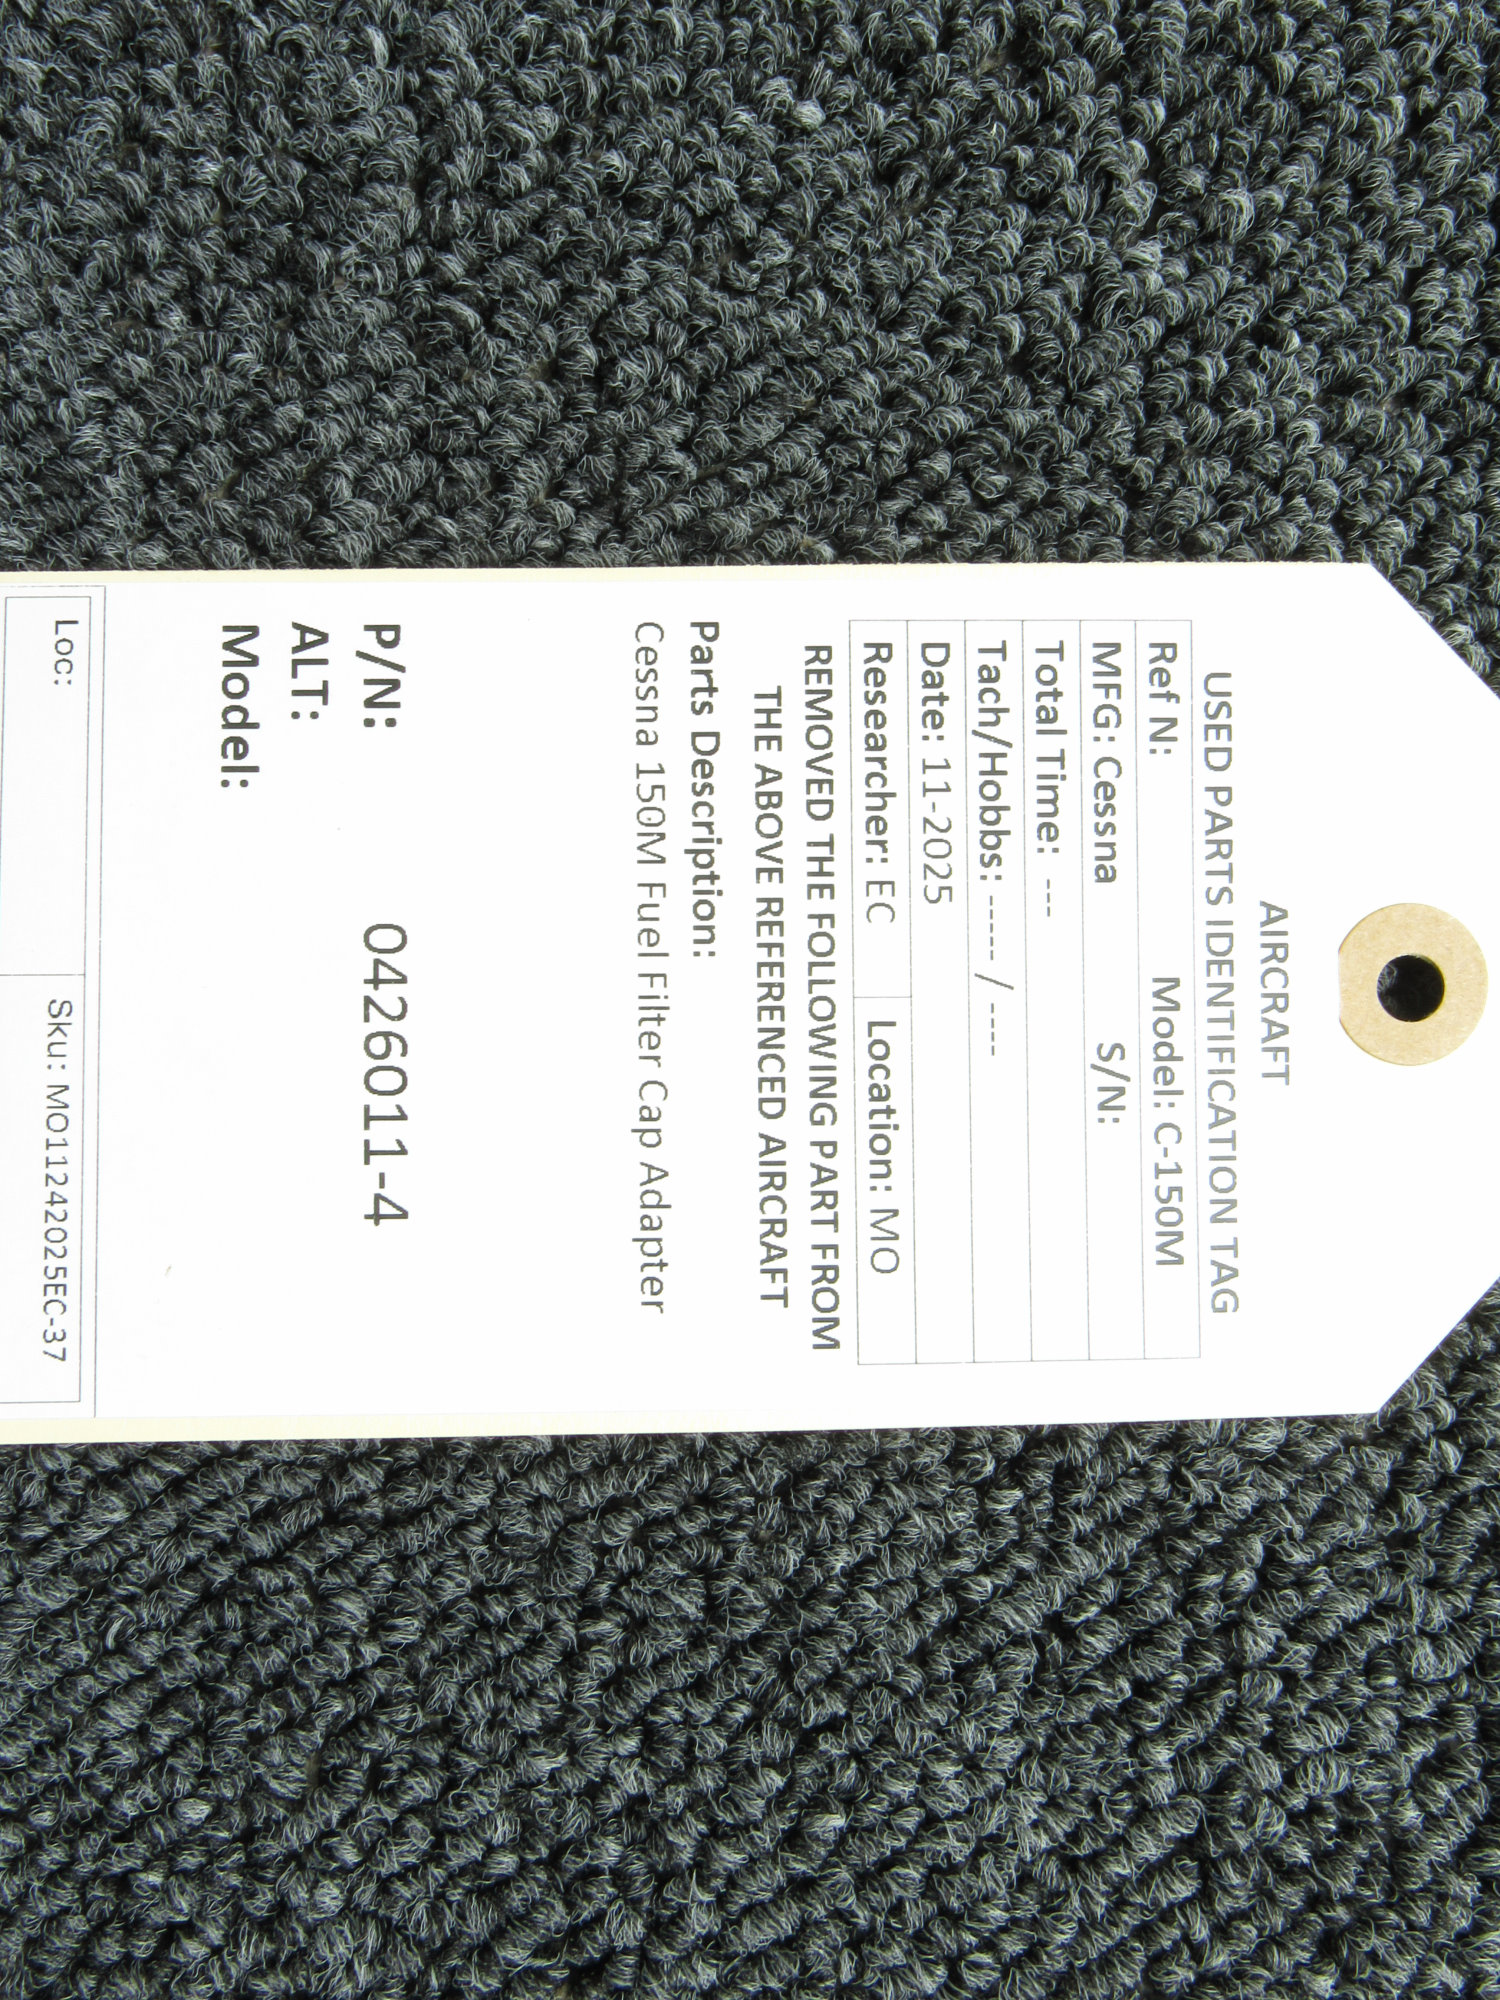 AIRCRAFT
USED PARTS IDENTIFICATION TAG
Ref N: Model: C-150M
MFG: Cessna S/N:
Total Time: ---
Tach/Hobbs: ----- / ----
Date: 11-2025
Researcher: EC Location: MO
REMOVED THE FOLLOWING PART FROM
THE ABOVE REFERENCED AIRCRAFT
Parts Description:
Cessna 150M Fuel Filter Cap Adapter
P/N: 0426011-4
ALT:
Model:
Loc: Sku: MO11242025EC-37